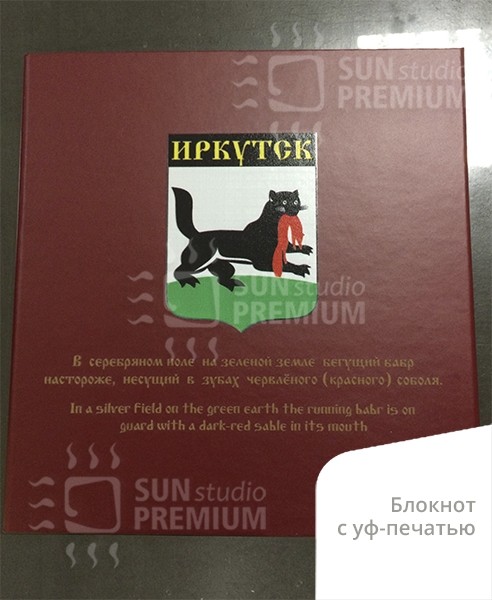 SUN studio
PREMIUM
ИРКУТСК
SUN studio
PREMIUM
В серебряном поле на зеленой земле бегущий бабр
настороже, несущий в зубах червлёного (красного) соболя.
In a silver field on the green earth the running babr is on
guard with a dark-red sable in its mouth
SUN studio
PREMIUM
Блокнот
с уф-печатью